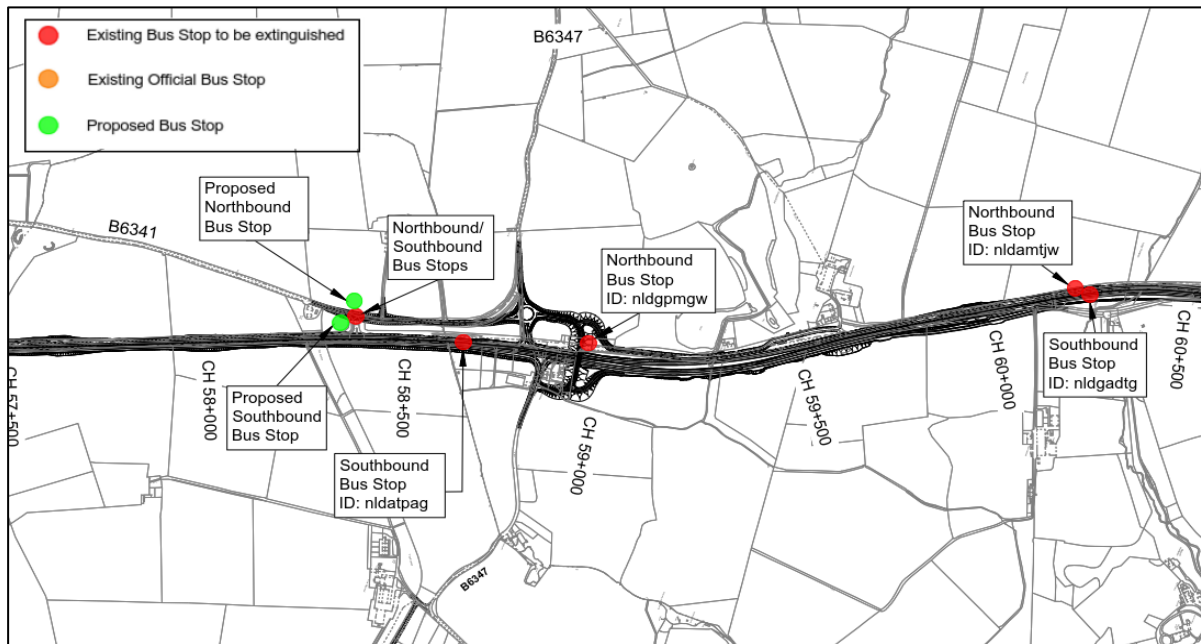 Existing Bus Stop to be extinguished
Existing Official Bus Stop
Proposed Bus Stop
B6347
B6341
Proposed
Northbound
Bus Stop
Northbound/
Southbound
Bus Stops
Northbound
Bus Stop
ID: nldgpmgw
Northbound
Bus Stop
ID: nldamtjw
Southbound
Bus Stop
ID: nldgadtg
Proposed
Southbound
Bus Stop
Southbound
Bus Stop
ID: nldatpag
CH 57+500
CH 58+000
CH 58+500
CH 59+000
CH 59+500
CH 60+000
CH 60+500
B6347